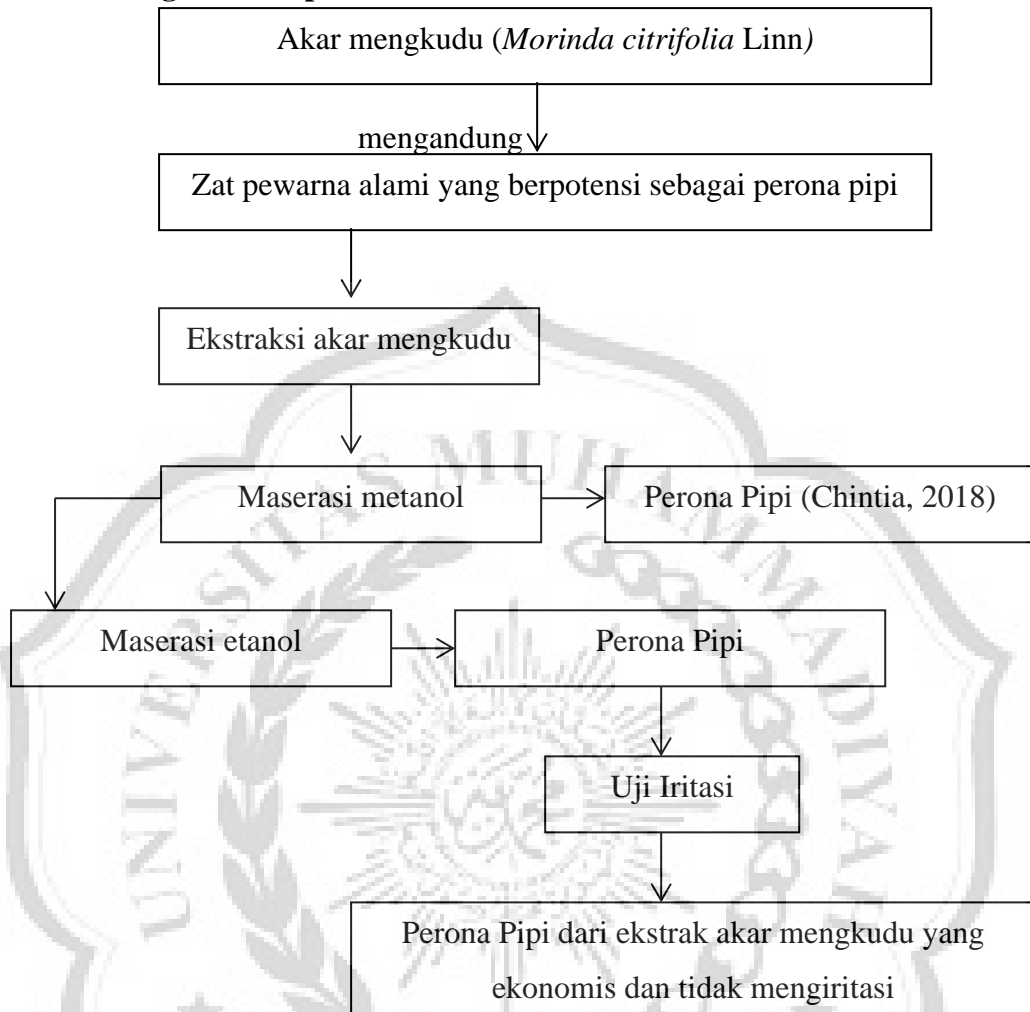 Akar mengkudu (Morinda citrifolia Linn)
mengandung
Zat pewarna alami yang berpotensi sebagai perona pipi
Ekstraksi akar mengkudu
Maserasi metanol
Perona Pipi (Chintia, 2018)
Maserasi etanol
Perona Pipi
Uji Iritasi
Perona Pipi dari ekstrak akar mengkudu yang
ekonomis dan tidak mengiritasi
UNIVERSITAS MUHAMMADIYAH